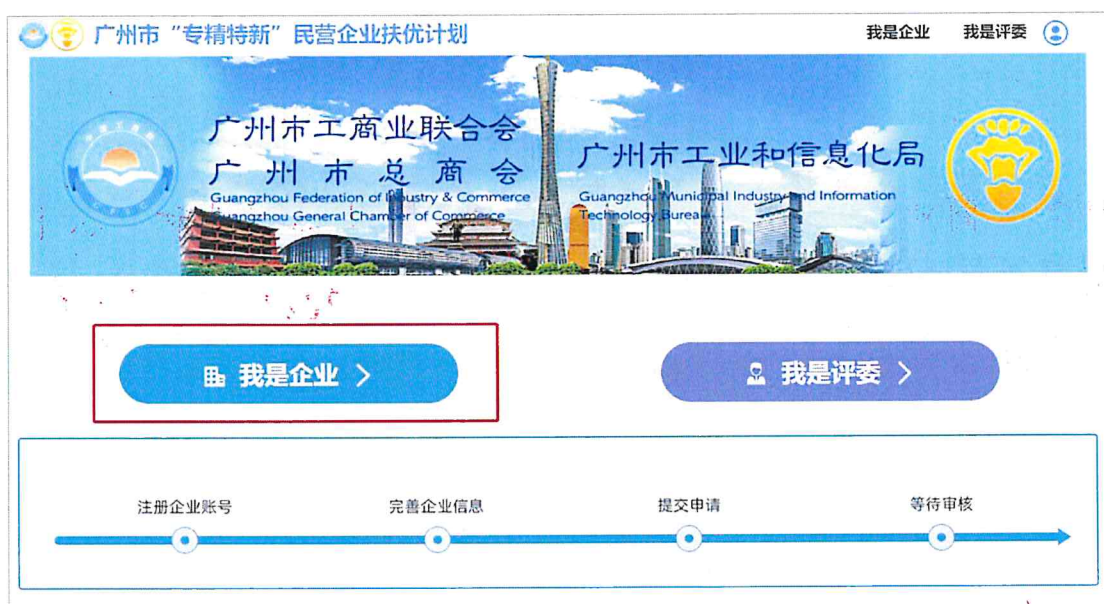 广州市“专精特新”民营企业扶优计划
我是企业 我是评委
广州市工商业联合会
广州市总商会
Guangzhou Federation of Industry & Commerce
Guangzhou General Chamber of Commerce
广州市工业和信息化局
Guangzhou Municipal Industry and Information
Technology Bureau
我是企业 >
我是评委 >
注册企业账号 完善企业信息 提交申请 等待审核